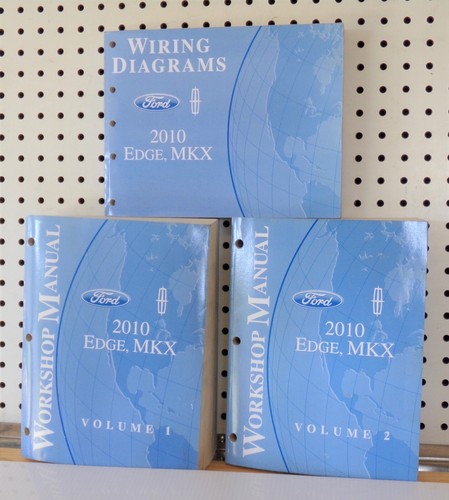 WIRING
DIAGRAMS
Ford
2010
EDGE, MKX
WORKSHOP MANUAL
Ford
2010
EDGE, MKX
VOLUME 1
WORKSHOP MANUAL
Ford
2010
EDGE, MKX
VOLUME 2